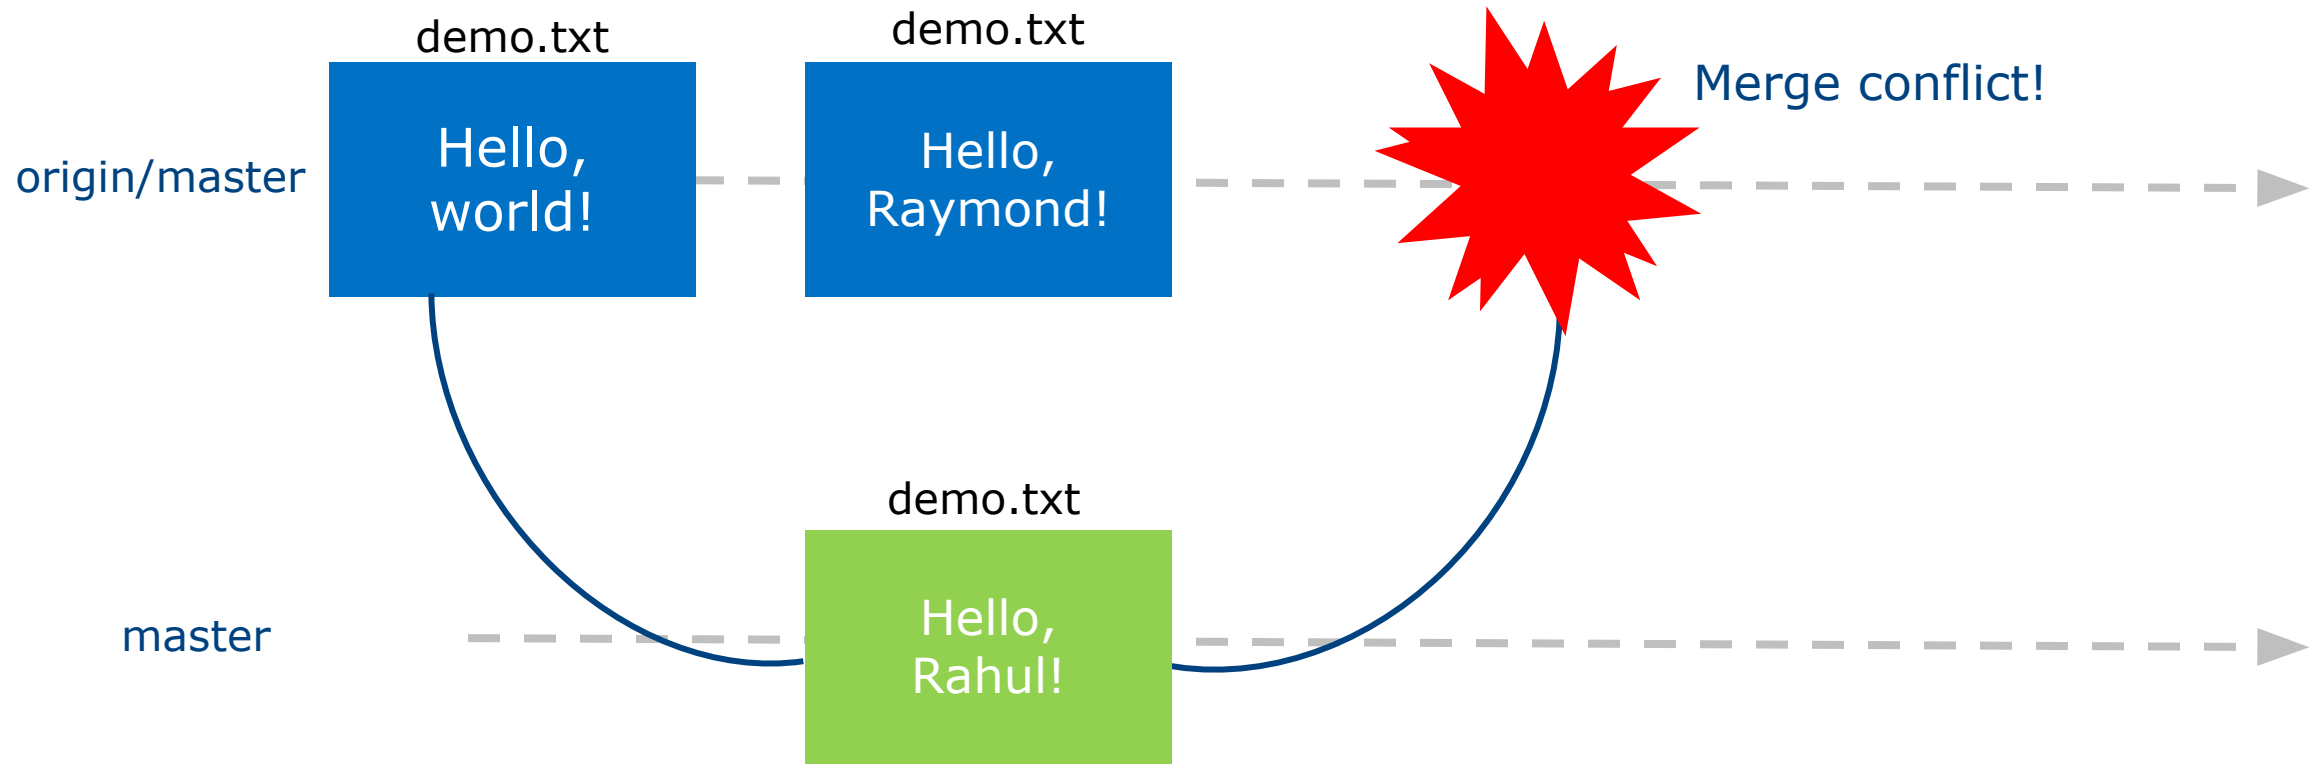 demo.txt
demo.txt
Merge conflict!
origin/master
Hello,
world!
Hello,
Raymond!
demo.txt
master
Hello,
Rahul!